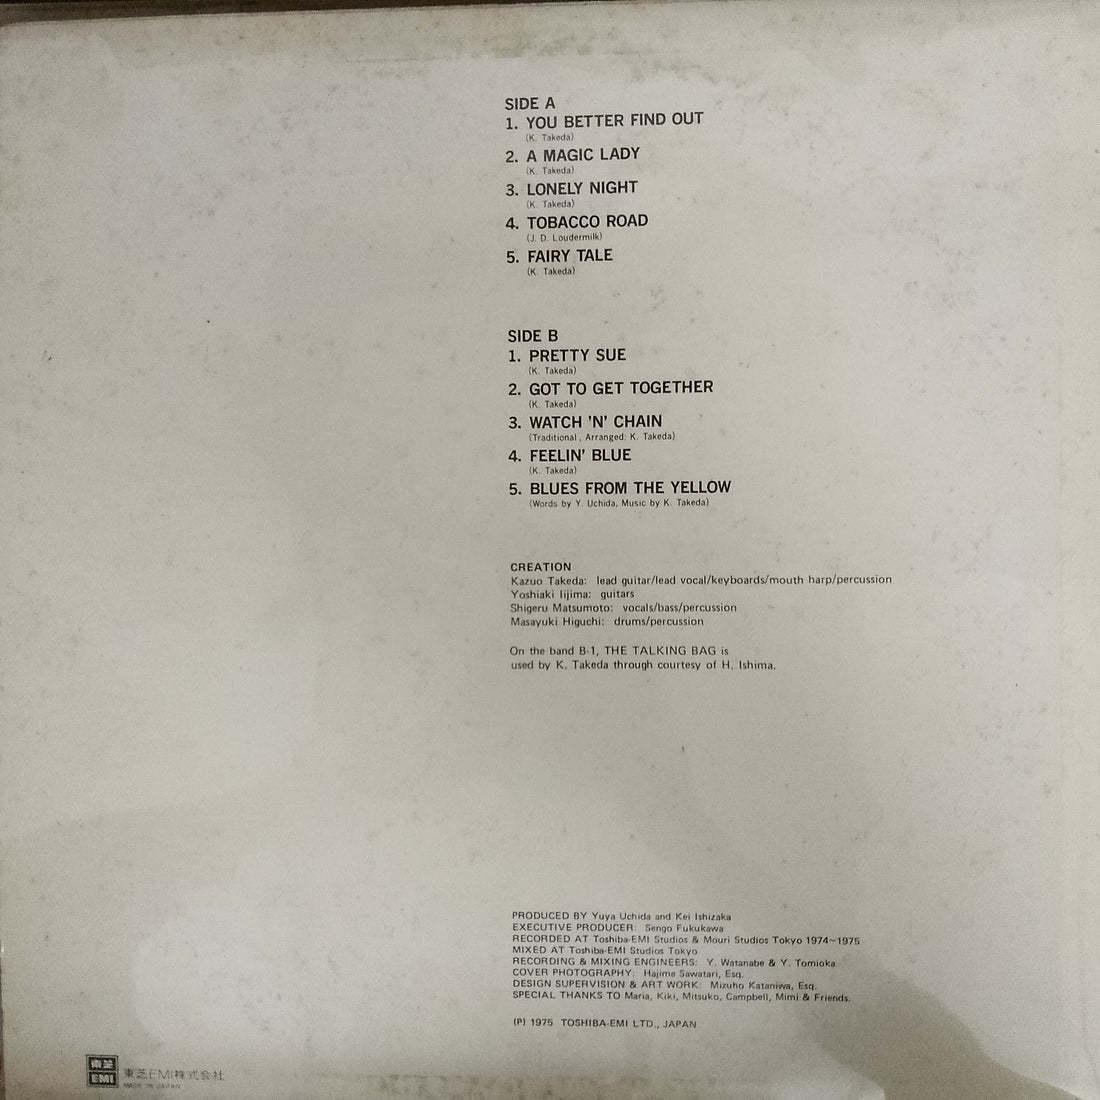 SIDE A
1. YOU BETTER FIND OUT
(K. Takeda)
2. A MAGIC LADY
(K. Takeda)
3. LONELY NIGHT
(K. Takeda)
4. TOBACCO ROAD
(J. D. Loudermilk)
5. FAIRY TALE
(K. Takeda)
SIDE B
1. PRETTY SUE
(K. Takeda)
2. GOT TO GET TOGETHER
(K. Takeda)
3. WATCH 'N' CHAIN
(Traditional, Arranged: K. Takeda)
4. FEELIN' BLUE
(K. Takeda)
5. BLUES FROM THE YELLOW
(Words by Y. Uchida, Music by K. Takeda)
CREATION
Kazuo Takeda: lead guitar/lead vocal/keyboards/mouth harp/percussion
Yoshiaki Iijima: guitars
Shigeru Matsumoto: vocals/bass/percussion
Masayuki Higuchi: drums/percussion
On the band B-1, THE TALKING BAG is
used by K. Takeda through courtesy of H. Ishima.
PRODUCED BY Yuya Uchida and Kei Ishizaka
EXECUTIVE PRODUCER: Sengo Fukukawa
RECORDED AT Toshiba-EMI Studios & Mouri Studios Tokyo 1974~1975
MIXED AT Toshiba-EMI Studios Tokyo
RECORDING & MIXING ENGINEERS: Y. Watanabe & Y. Tomioka
COVER PHOTOGRAPHY: Hajime Sawatari, Esq.
DESIGN SUPERVISION & ART WORK: Mizuho Kataniwa, Esq.
SPECIAL THANKS TO Maria, Kiki, Mitsuko, Campbell, Mimi & Friends.
(P) 1975 TOSHIBA-EMI LTD., JAPAN
東芝
EMI
東芝EMI株式会社
MADE IN JAPAN